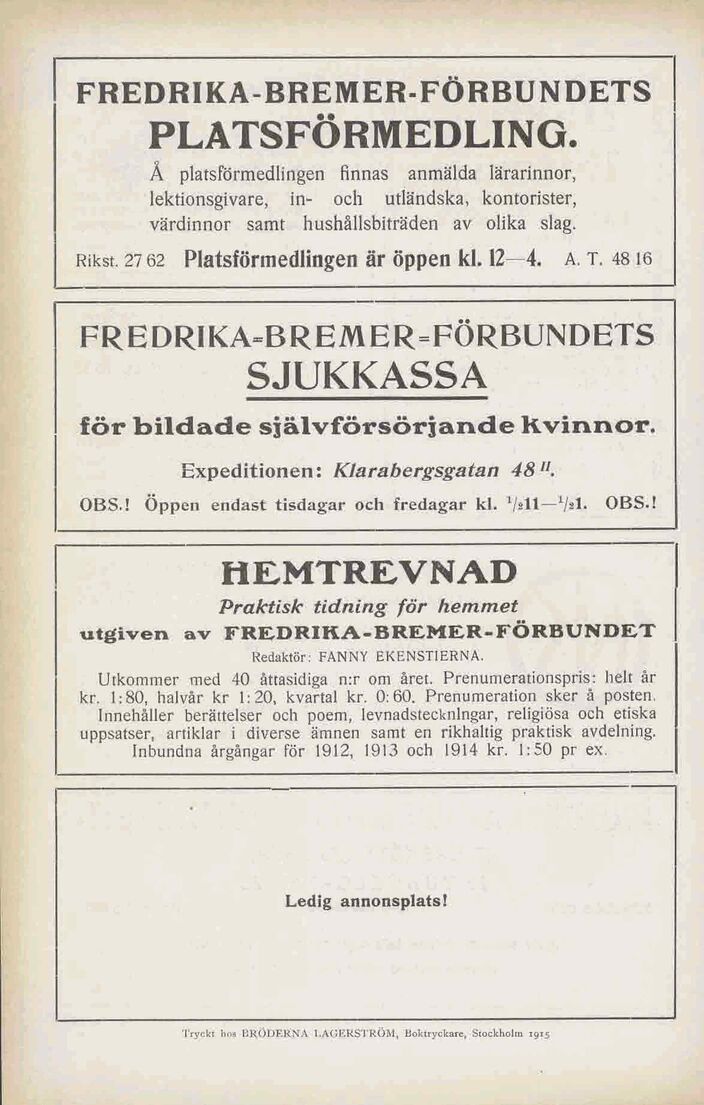 FREDRIKA-BREMER-FÖRBUNDETS
PLATSFÖRMEDLING.
Å platsförmedlingen finnas anmälda lärarinnor,
lektionsgivare, in- och utländska, kontorister,
värdinnor samt hushållsbiträden av olika slag.
Rikst. 27 62 Platsförmedlingen är öppen kl. 12—4. A. T. 48 16
FREDRIKA=BREMER=FÖRBUNDETS
SJUKKASSA
för bildade självförsörjande kvinnor.
Expeditionen: Klarabergsgatan 48 II.
OBS.! Öppen endast tisdagar och fredagar kl. 1/211—1/21. OBS.!
HEMTREVNAD
Praktisk tidning för hemmet
utgiven av FREDRIKA-BREMER-FÖRBUNDET
Redaktör: FANNY EKENSTIERNA.
Utkommer med 40 åttasidiga n:r om året. Prenumerationspris: helt år
kr. 1:80, halvår kr 1:20, kvartal kr. 0:60. Prenumeration sker å posten.
Innehåller berättelser och poem, levnadsteckningar, religiösa och etiska
uppsatser, artiklar i diverse ämnen samt en rikhaltig praktisk avdelning.
Inbundna årgångar för 1912, 1913 och 1914 kr. 1:50 pr ex.
Ledig annonsplats!
Tryckt hos BRÖDERNA LAGERSTRÖM, Boktryckare, Stockholm 1915